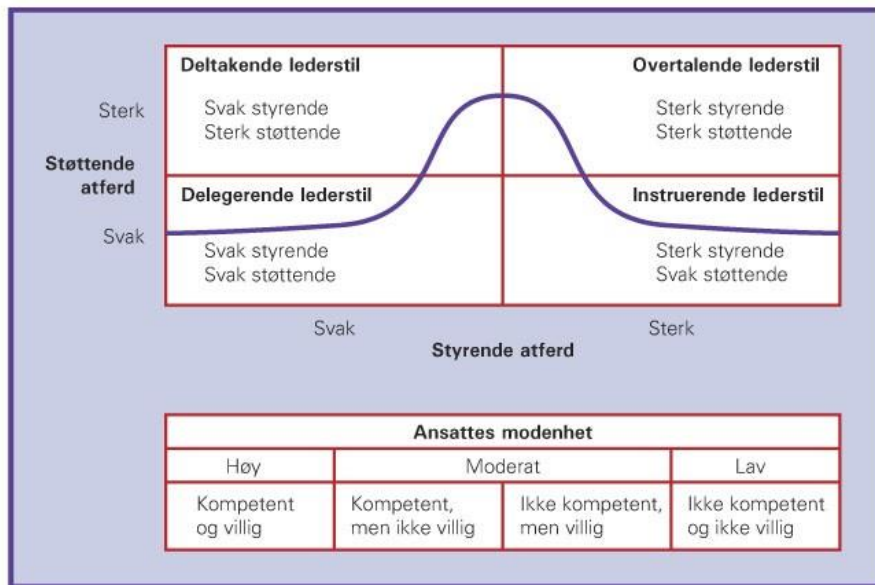 Deltakende lederstil
Svak styrende
Sterk støttende
Overtalende lederstil
Sterk styrende
Sterk støttende
Sterk
Støttende
atferd
Svak
Delegerende lederstil
Svak styrende
Svak støttende
Instruerende lederstil
Sterk styrende
Svak støttende
Svak
Sterk
Styrende atferd
Ansattes modenhet
Høy
Moderat
Lav
Kompetent
og villig
Kompetent,
men ikke villig
Ikke kompetent,
men villig
Ikke kompetent
og ikke villig